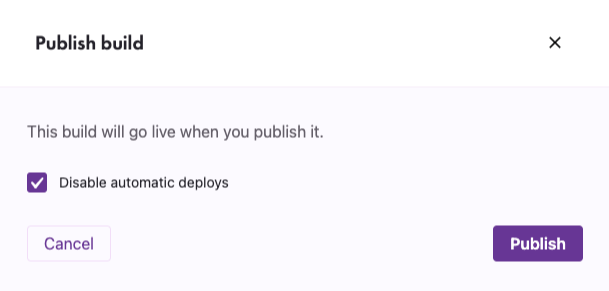 Publish build
This build will go live when you publish it.
Disable automatic deploys
Cancel
Publish